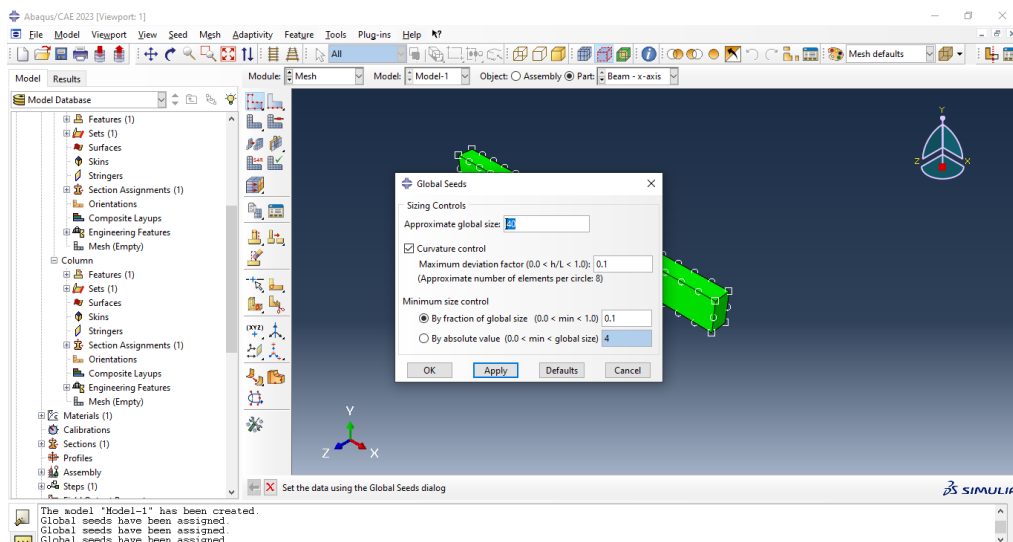 Abaqus/CAE 2023 [Viewport: 1]
File Model Viewport View Seed Mesh Adaptivity Feature Tools Plug-ins Help
All
Mesh defaults
Model Results
Module: Mesh Model: Model-1 Object: Assembly Part: Beam - x-axis
Model Database
Features (1)
Sets (1)
Surfaces
Skins
Stringers
Section Assignments (1)
Orientations
Composite Layups
Engineering Features
Mesh (Empty)
Column
Features (1)
Sets (1)
Surfaces
Skins
Stringers
Section Assignments (1)
Orientations
Composite Layups
Engineering Features
Mesh (Empty)
Materials (1)
Calibrations
Sections (1)
Profiles
Assembly
Steps (1)
(XYZ)
Y
Z
X
Global Seeds
Sizing Controls
Approximate global size: 40
Curvature control
Maximum deviation factor (0.0 < h/L < 1.0): 0.1
(Approximate number of elements per circle: 8)
Minimum size control
By fraction of global size (0.0 < min < 1.0) 0.1
By absolute value (0.0 < min < global size) 4
OK Apply Defaults Cancel
Y
Z
X
Set the data using the Global Seeds dialog
SIMULIA
The model "Model-1" has been created.
Global seeds have been assigned.
Global seeds have been assigned.
Global seeds have been assigned.